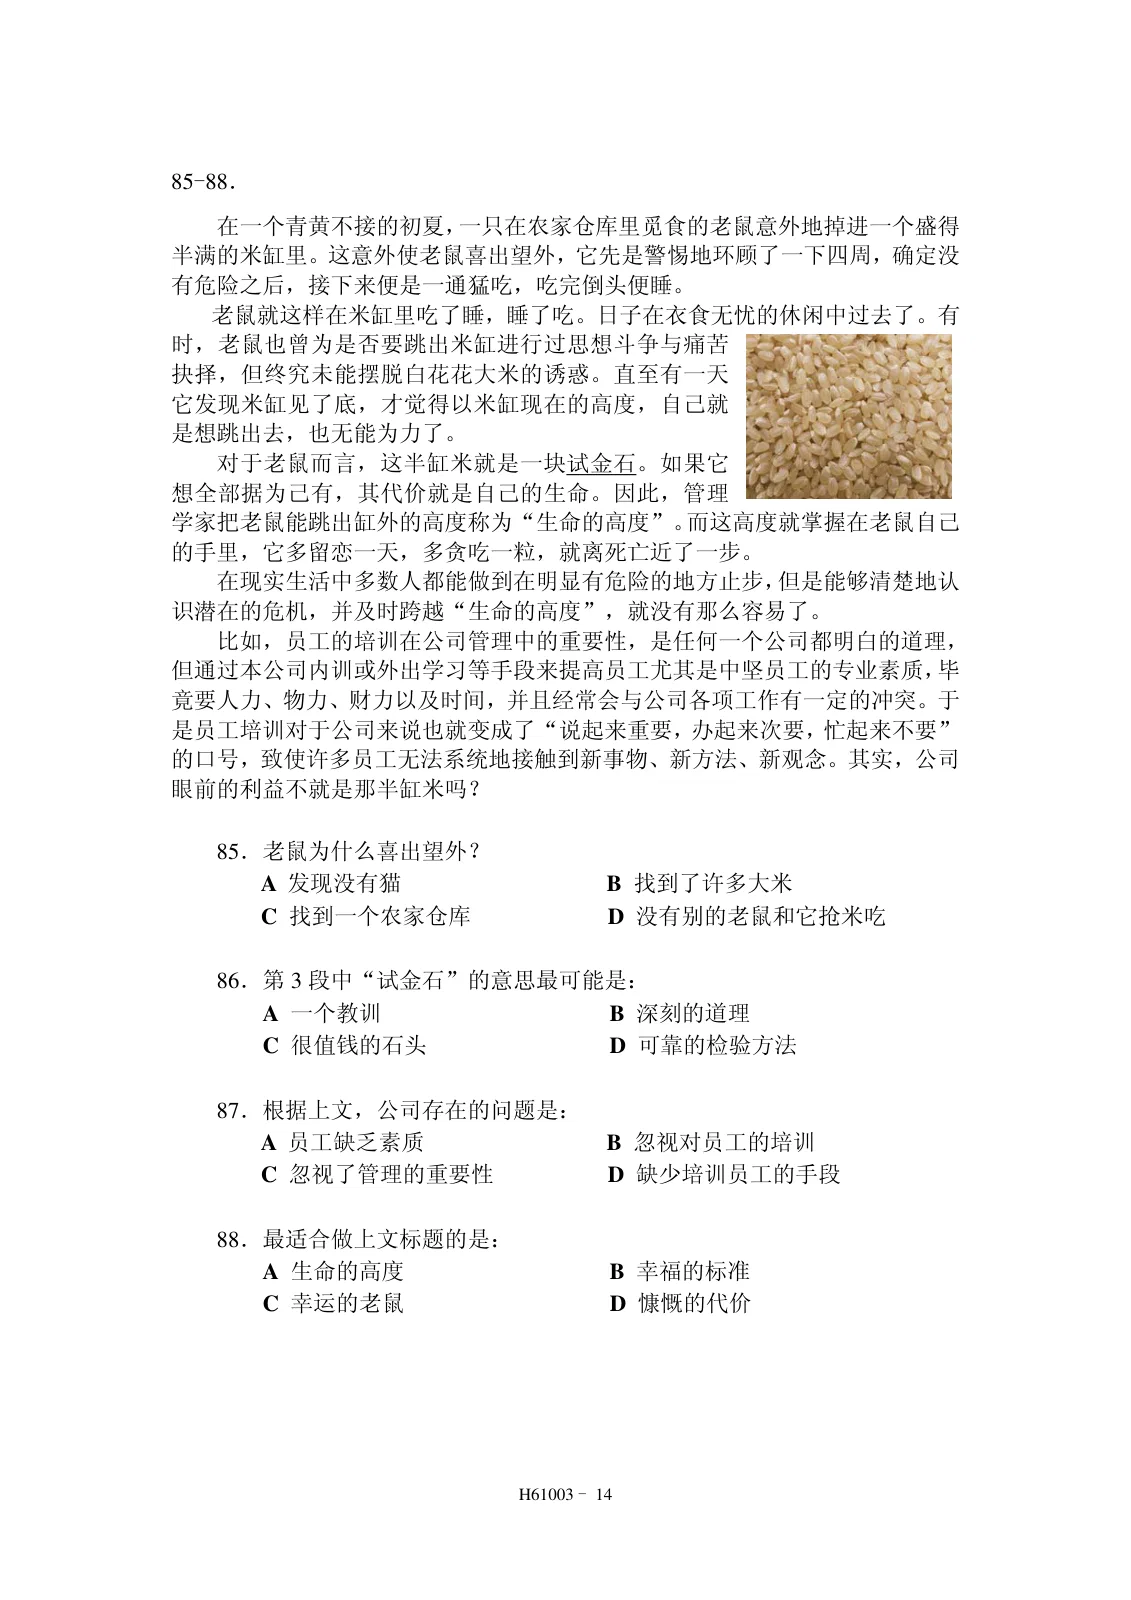 85-88．
在一个青黄不接的初夏，一只在农家仓库里觅食的老鼠意外地掉进一个盛得
半满的米缸里。这意外使老鼠喜出望外，它先是警惕地环顾了一下四周，确定没
有危险之后，接下来便是一通猛吃，吃完倒头便睡。
老鼠就这样在米缸里吃了睡，睡了吃。日子在衣食无忧的休闲中过去了。有
时，老鼠也曾为是否要跳出米缸进行过思想斗争与痛苦
抉择，但终究未能摆脱白花花大米的诱惑。直至有一天
它发现米缸见了底，才觉得以米缸现在的高度，自己就
是想跳出去，也无能为力了。
对于老鼠而言，这半缸米就是一块试金石。如果它
想全部据为己有，其代价就是自己的生命。因此，管理
学家把老鼠能跳出缸外的高度称为“生命的高度”。而这高度就掌握在老鼠自己
的手里，它多留恋一天，多贪吃一粒，就离死亡近了一步。
在现实生活中多数人都能做到在明显有危险的地方止步，但是能够清楚地认
识潜在的危机，并及时跨越“生命的高度”，就没有那么容易了。
比如，员工的培训在公司管理中的重要性，是任何一个公司都明白的道理，
但通过本公司内训或外出学习等手段来提高员工尤其是中坚员工的专业素质，毕
竟要人力、物力、财力以及时间，并且经常会与公司各项工作有一定的冲突。于
是员工培训对于公司来说也就变成了“说起来重要，办起来次要，忙起来不要”
的口号，致使许多员工无法系统地接触到新事物、新方法、新观念。其实，公司
眼前的利益不就是那半缸米吗？
85．老鼠为什么喜出望外？
A 发现没有猫 B 找到了许多大米
C 找到一个农家仓库 D 没有别的老鼠和它抢米吃
86．第 3 段中“试金石”的意思最可能是：
A 一个教训 B 深刻的道理
C 很值钱的石头 D 可靠的检验方法
87．根据上文，公司存在的问题是：
A 员工缺乏素质 B 忽视对员工的培训
C 忽视了管理的重要性 D 缺少培训员工的手段
88．最适合做上文标题的是：
A 生命的高度 B 幸福的标准
C 幸运的老鼠 D 慷慨的代价
H61003－ 14